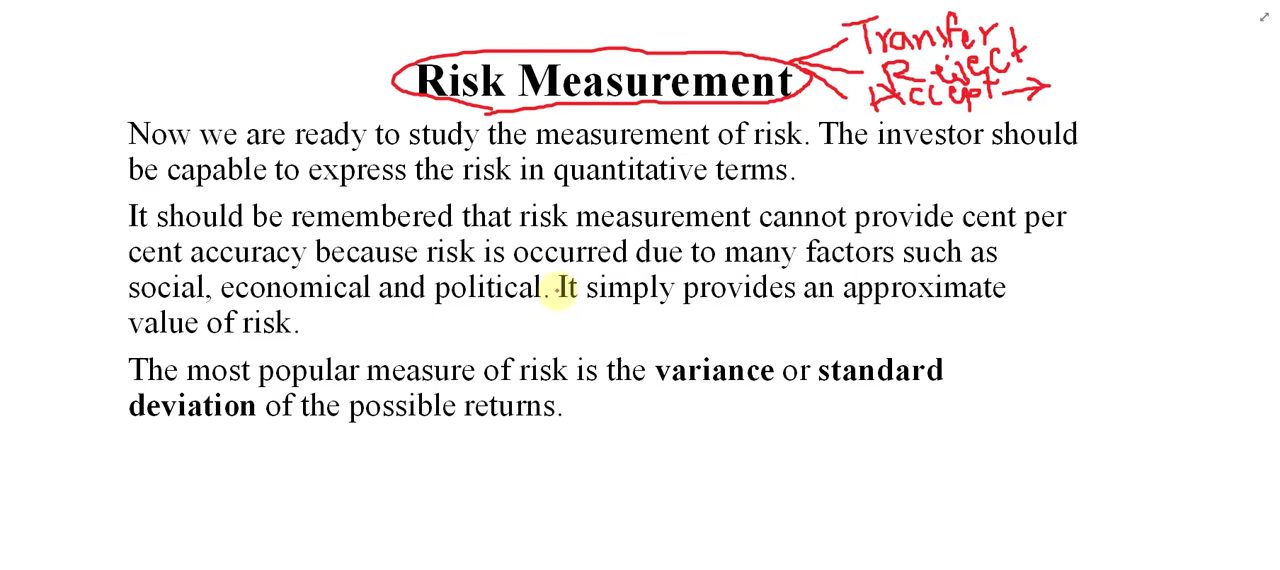 Transfer
Reject
Risk Measurement
Accept
Now we are ready to study the measurement of risk. The investor should
be capable to express the risk in quantitative terms.
It should be remembered that risk measurement cannot provide cent per
cent accuracy because risk is occurred due to many factors such as
social, economical and political. It simply provides an approximate
value of risk.
The most popular measure of risk is the variance or standard
deviation of the possible returns.